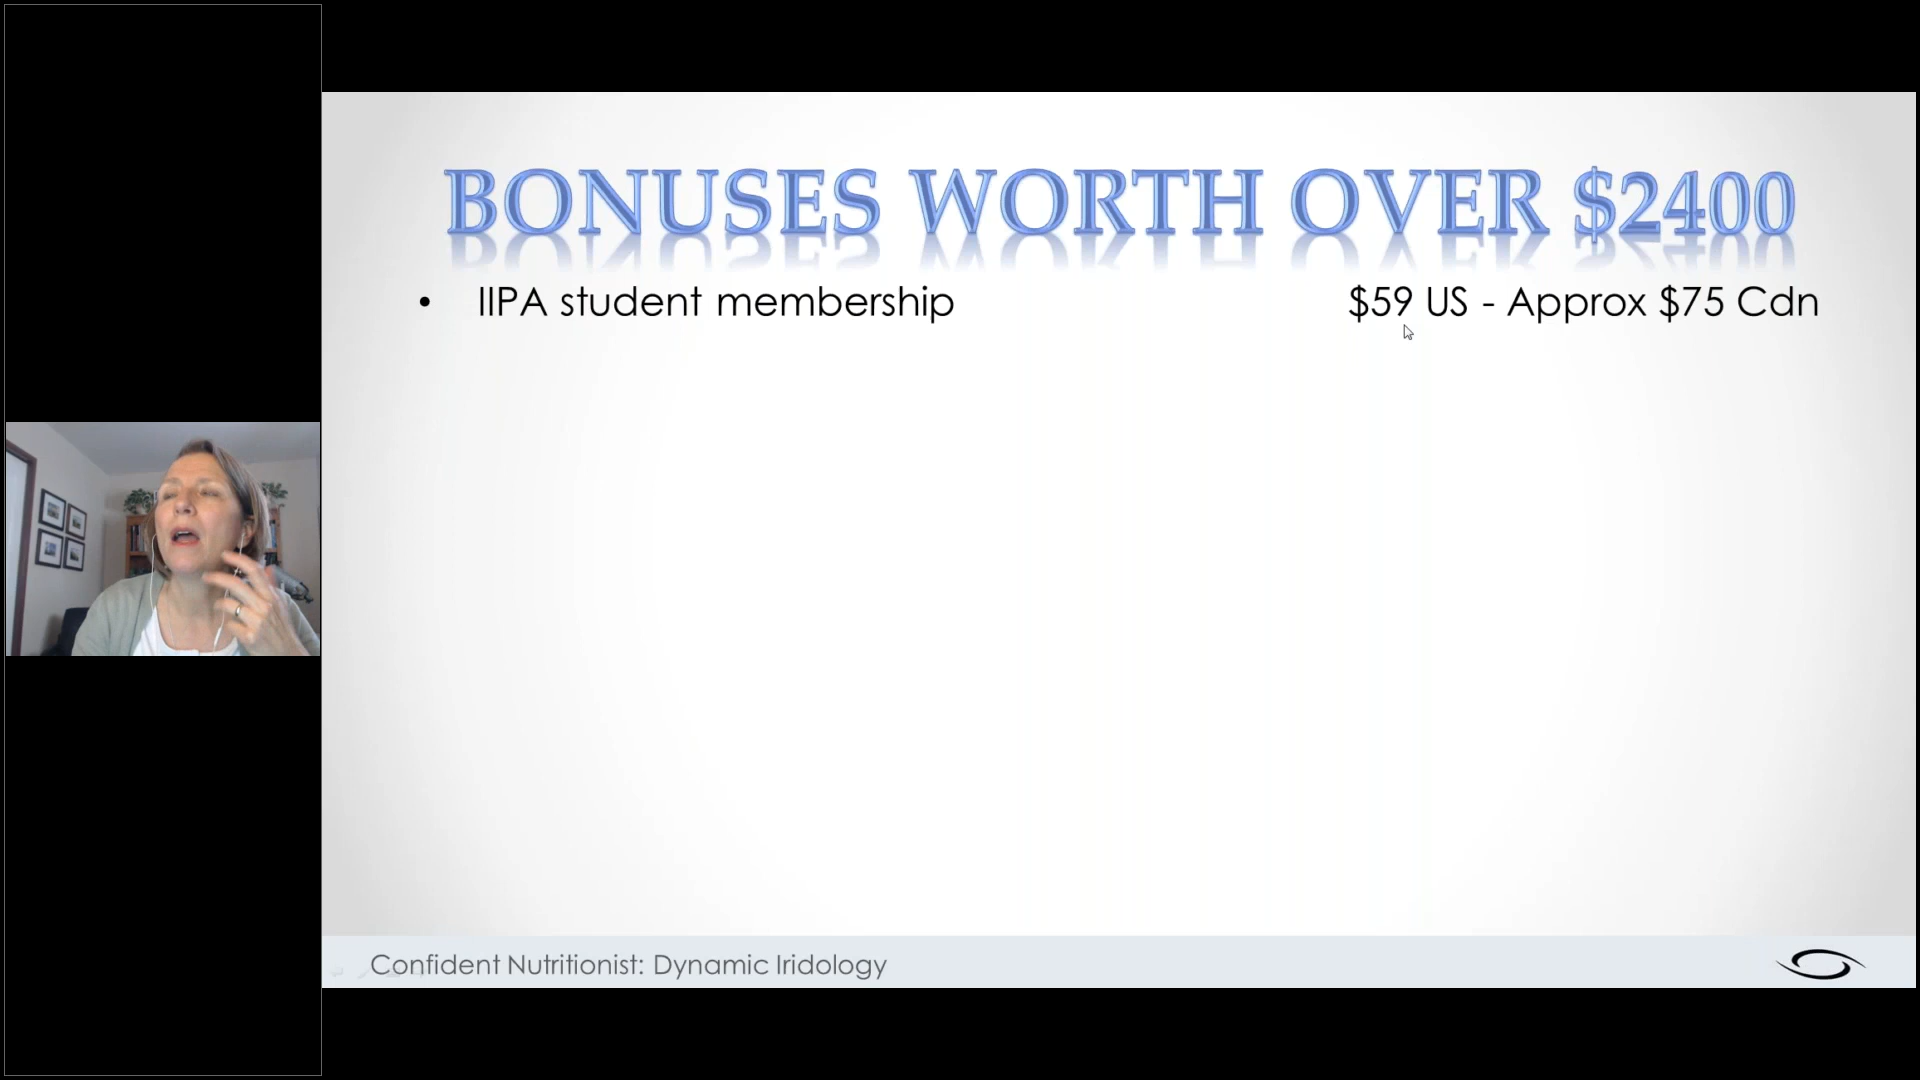 BONUSES WORTH OVER $2400
• IIPA student membership $59 US - Approx $75 Cdn
Confident Nutritionist: Dynamic Iridology